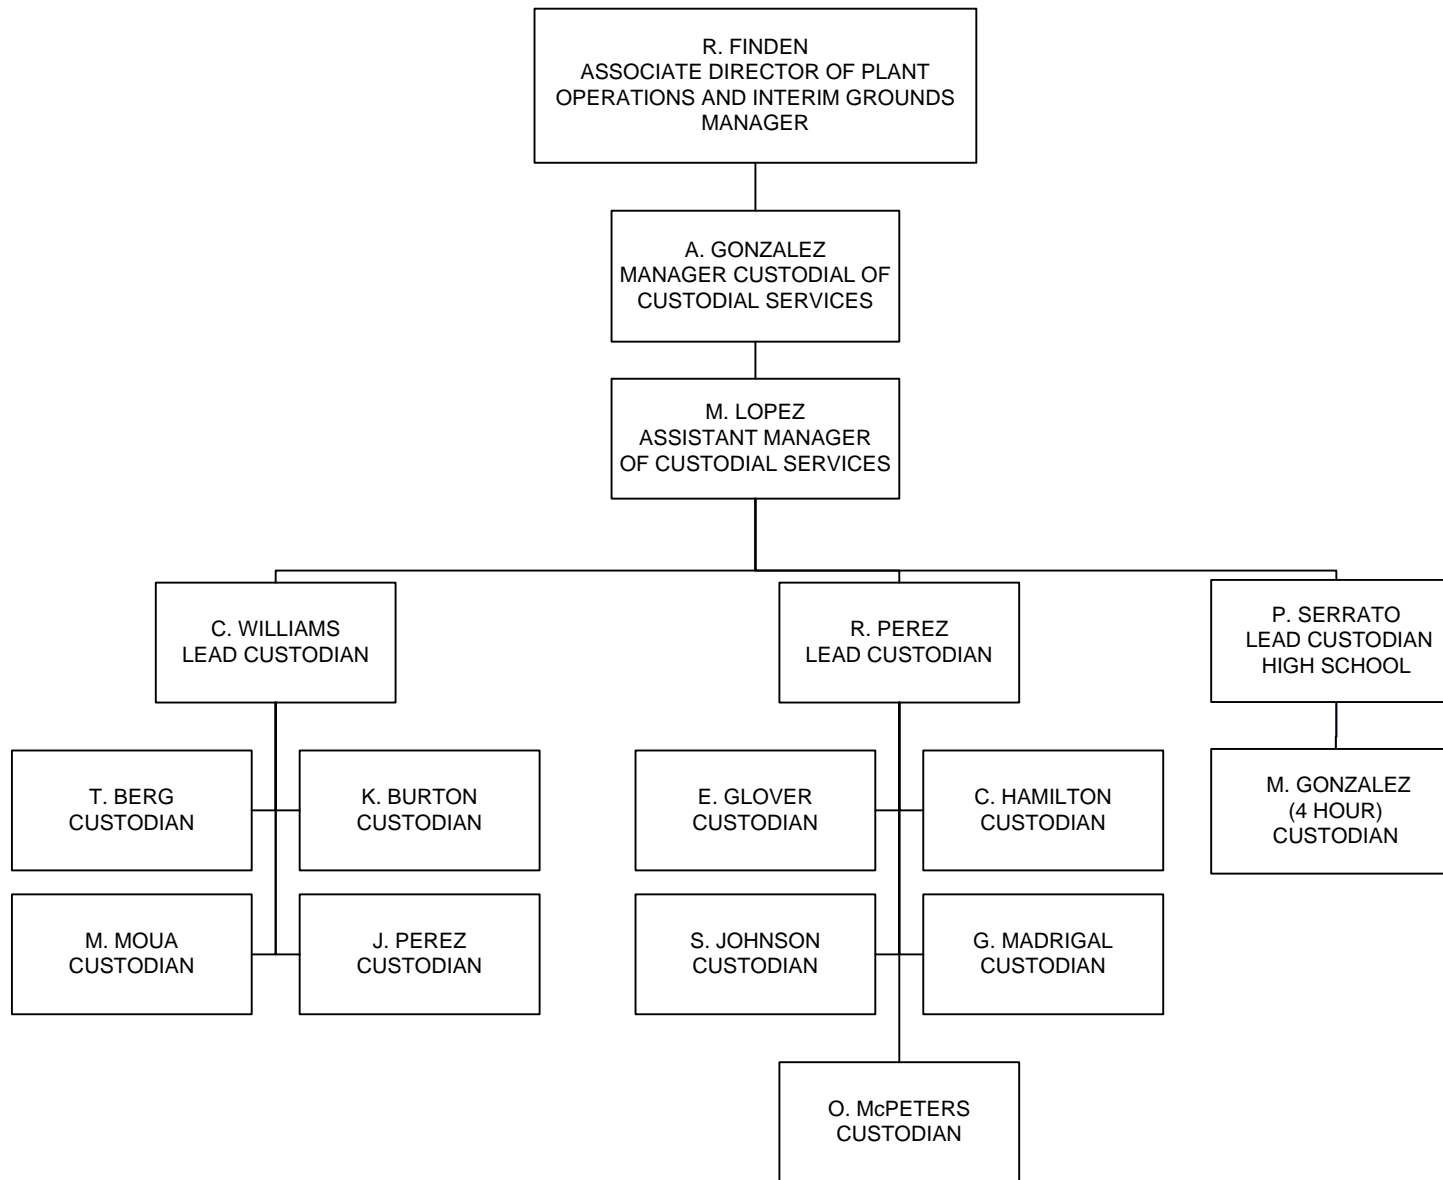 R. FINDEN
ASSOCIATE DIRECTOR OF PLANT
OPERATIONS AND INTERIM GROUNDS
MANAGER
A. GONZALEZ
MANAGER CUSTODIAL OF
CUSTODIAL SERVICES
M. LOPEZ
ASSISTANT MANAGER
OF CUSTODIAL SERVICES
C. WILLIAMS
LEAD CUSTODIAN
R. PEREZ
LEAD CUSTODIAN
P. SERRATO
LEAD CUSTODIAN
HIGH SCHOOL
T. BERG
CUSTODIAN
K. BURTON
CUSTODIAN
E. GLOVER
CUSTODIAN
C. HAMILTON
CUSTODIAN
M. GONZALEZ
(4 HOUR)
CUSTODIAN
M. MOUA
CUSTODIAN
J. PEREZ
CUSTODIAN
S. JOHNSON
CUSTODIAN
G. MADRIGAL
CUSTODIAN
O. McPETERS
CUSTODIAN